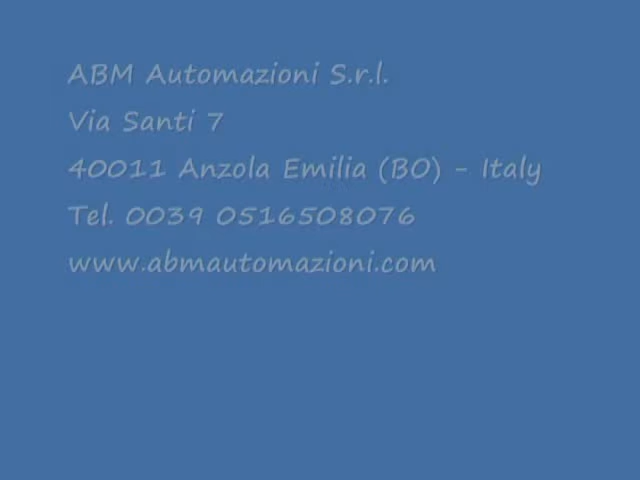 ABM Automazioni S.r.l.
Via Santi 7
40011 Anzola Emilia (BO) - Italy
Tel. 0039 0516508076
www.abmautomazioni.com